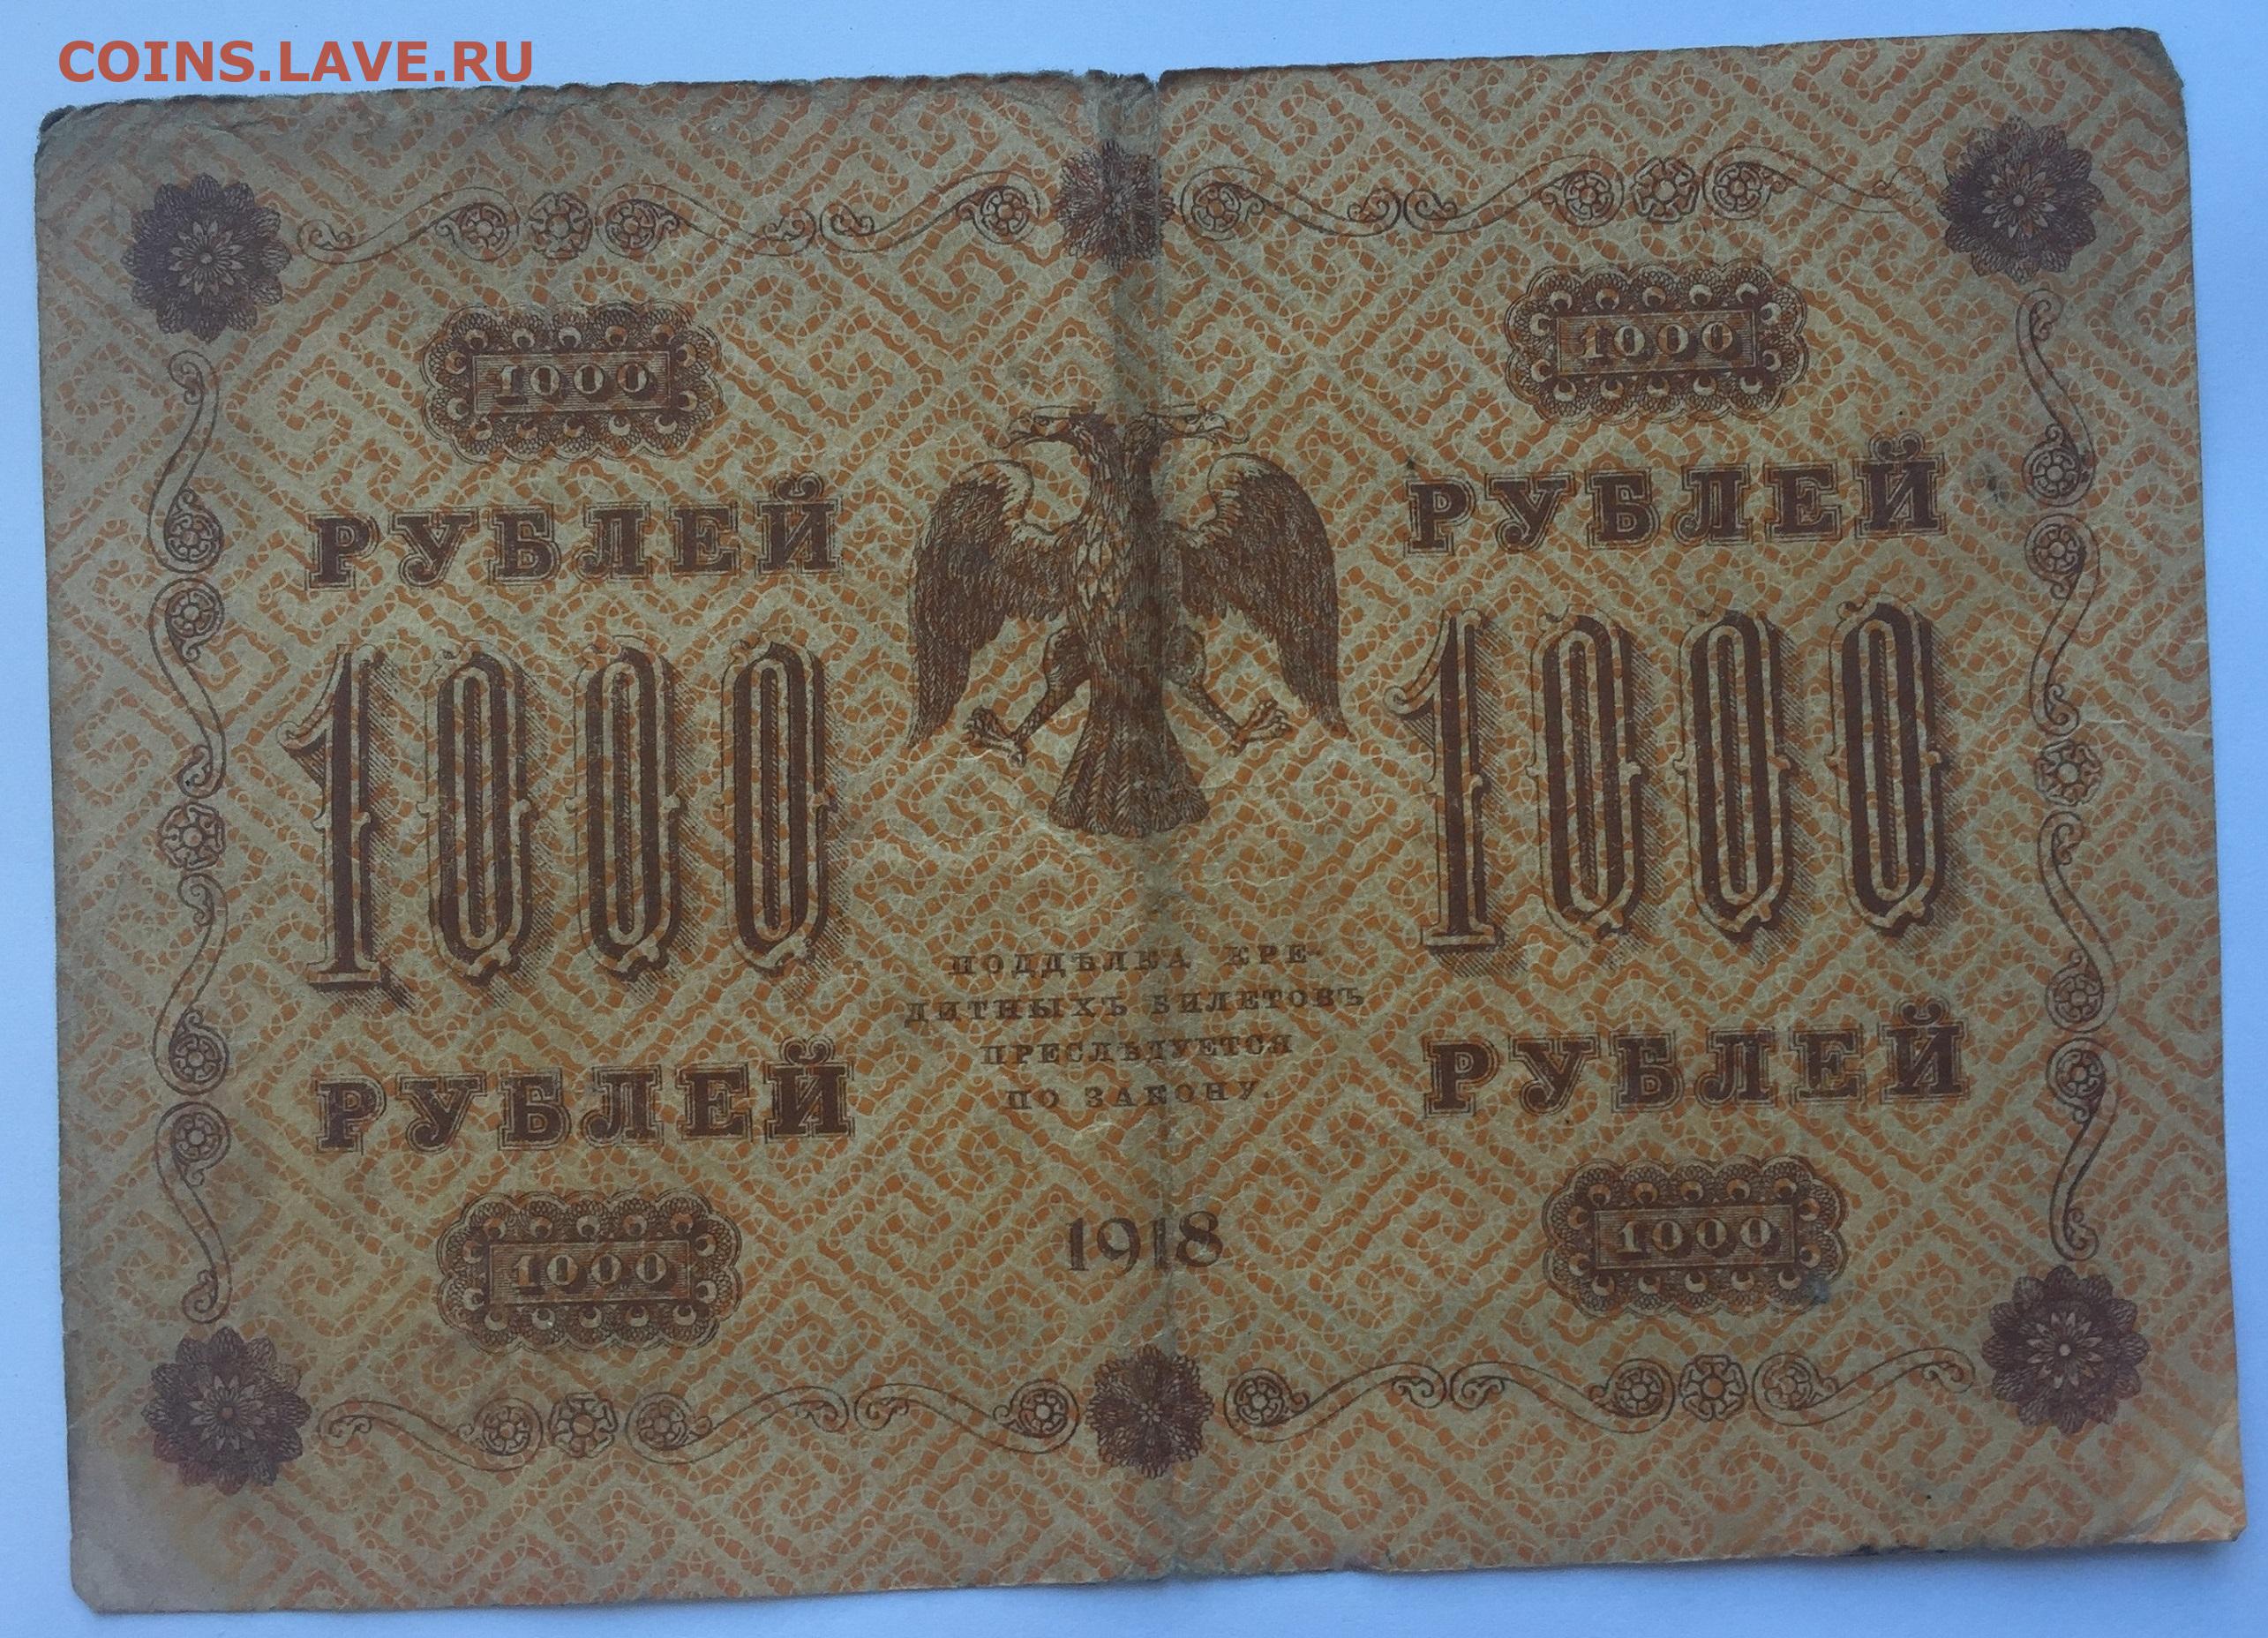 COINS.LAVE.RU
1000
1000
РУБЛЕЙ
РУБЛЕЙ
1000
1000
ПОДДѢЛКА КРЕ-
ДИТНЫХЪ БИЛЕТОВЪ
ПРЕСЛѢДУЕТСЯ
ПО ЗАКОНУ.
РУБЛЕЙ
РУБЛЕЙ
1000
1918
1000